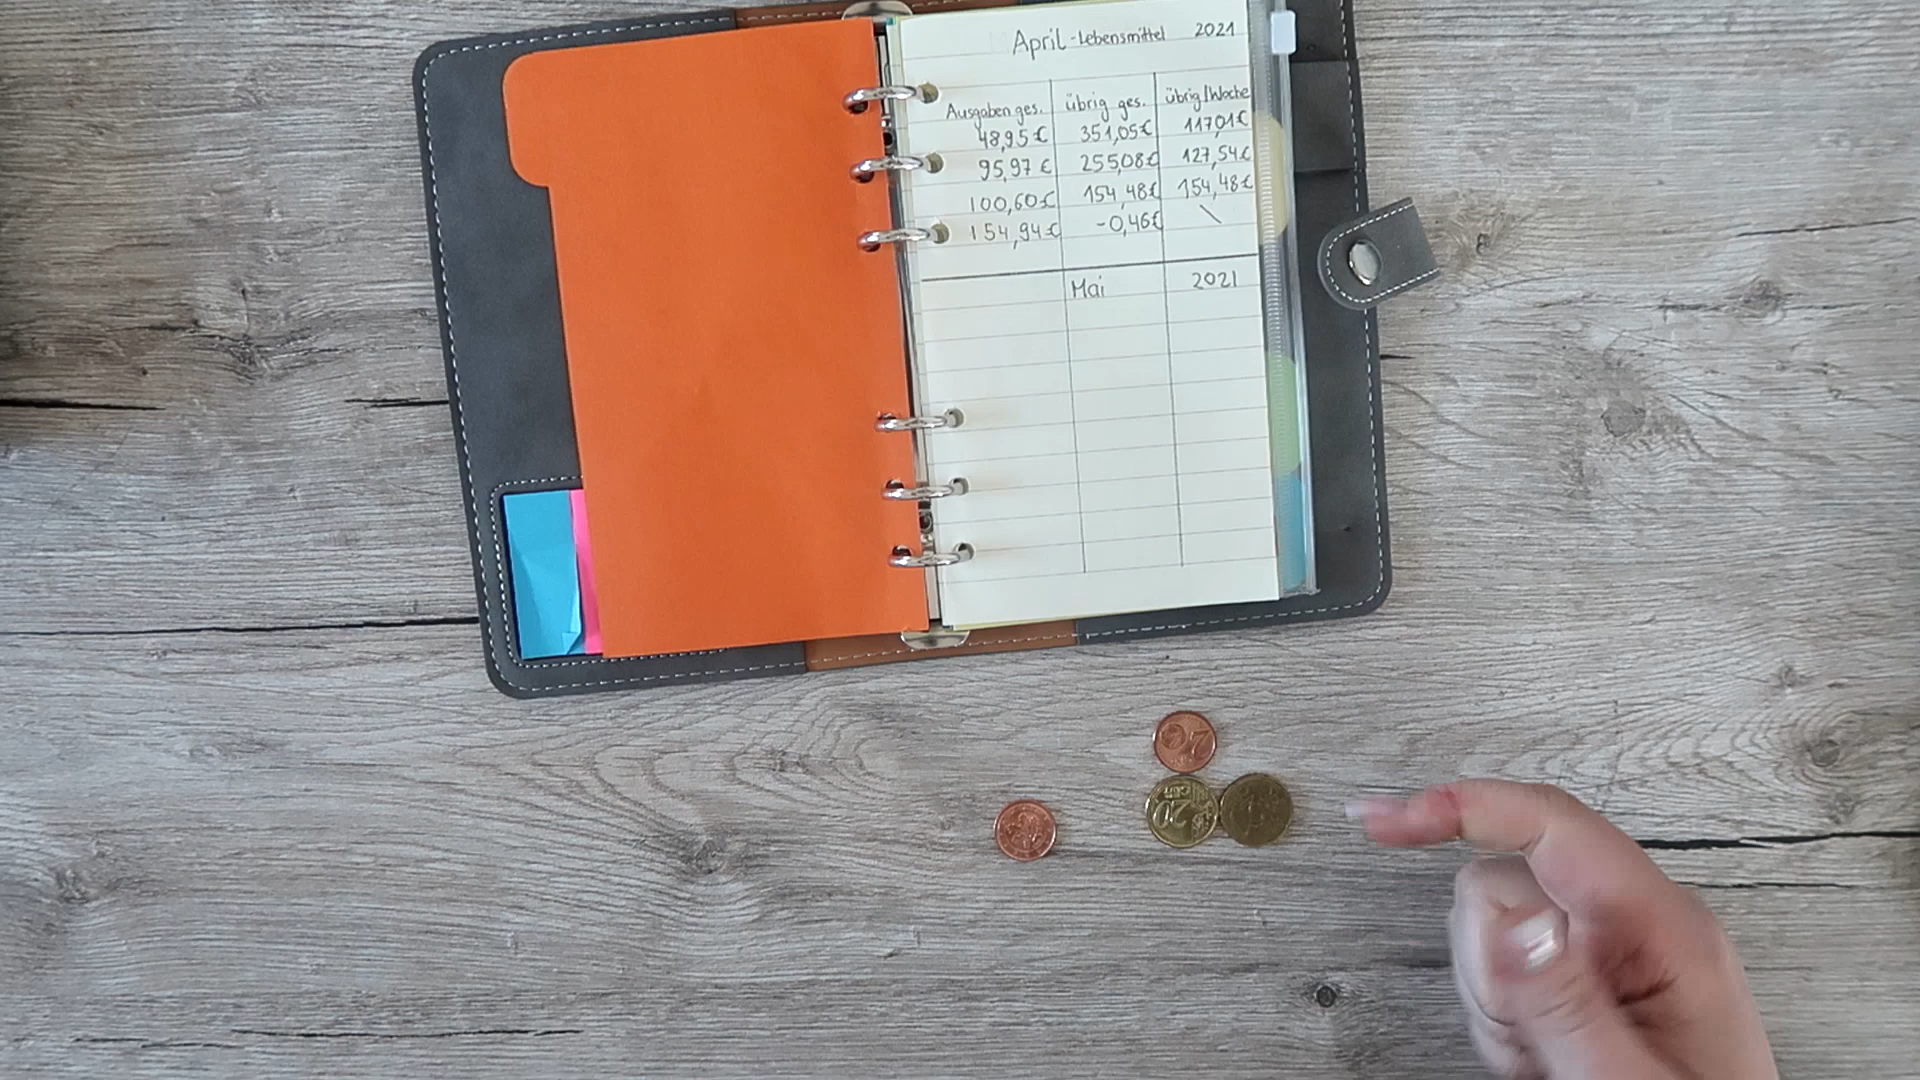 April - Lebensmittel 2021
Ausgaben ges. übrig ges. übrig/Woche
48,95 € 351,05 € 117,01 €
95,97 € 255,08 € 127,54 €
100,60 € 154,48 € 154,48 €
154,94 € -0,46 € \
Mai 2021
20